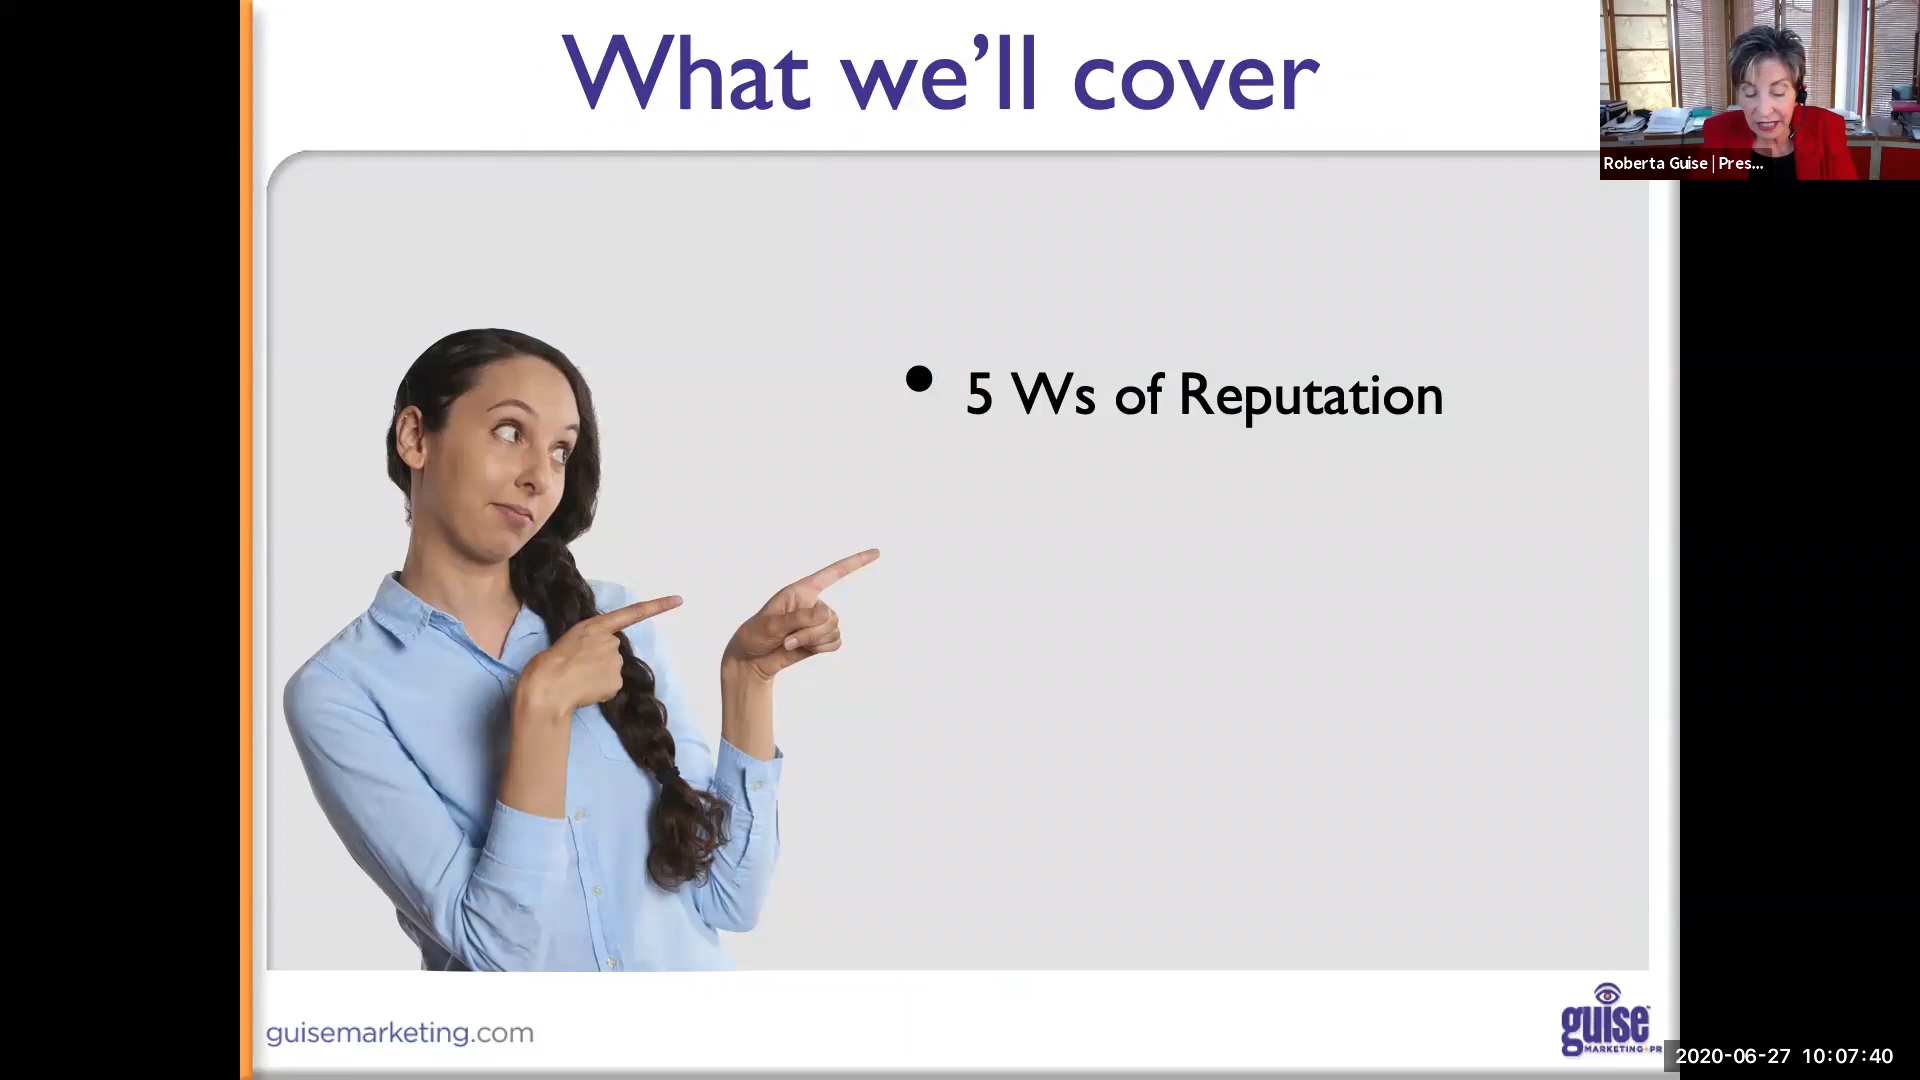 What we’ll cover
Roberta Guise | Pres...
• 5 Ws of Reputation
guisemarketing.com
guise
MARKETING+PR
2020-06-27 10:07:40